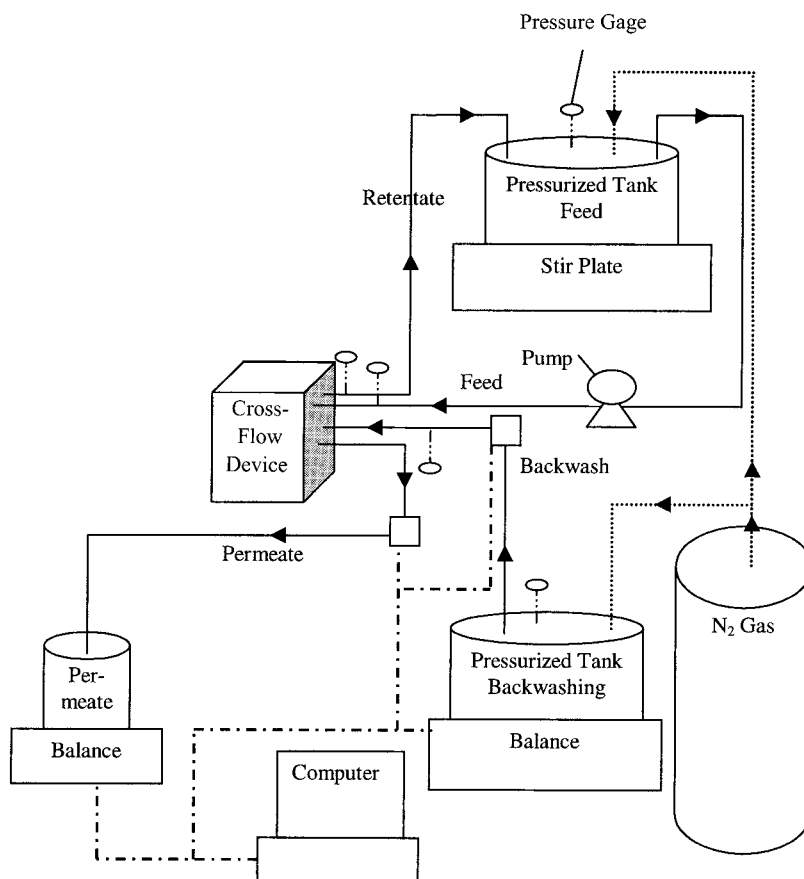 Pressure Gage
Pressurized Tank
Feed
Retentate
Stir Plate
Pump
Feed
Cross-
Flow
Device
Backwash
Permeate
N₂ Gas
Per-
meate
Pressurized Tank
Backwashing
Balance
Balance
Computer